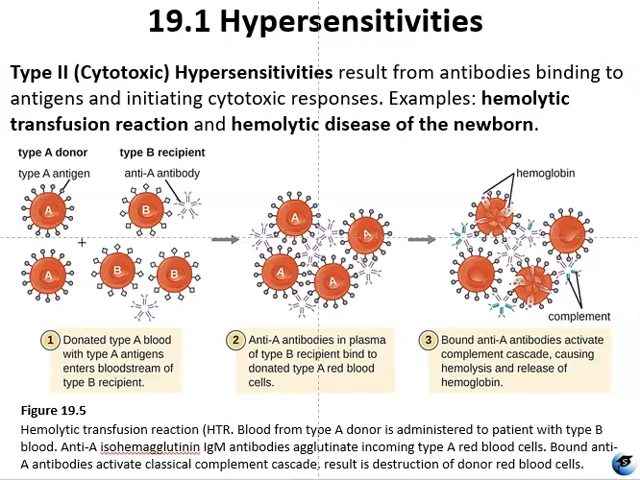 19.1 Hypersensitivities
Type II (Cytotoxic) Hypersensitivities result from antibodies binding to
antigens and initiating cytotoxic responses. Examples: hemolytic
transfusion reaction and hemolytic disease of the newborn.
type A donor
type B recipient
type A antigen
anti-A antibody
hemoglobin
A
B
A
A
+
A
B
B
A
A
complement
1 Donated type A blood
with type A antigens
enters bloodstream of
type B recipient.
2 Anti-A antibodies in plasma
of type B recipient bind to
donated type A red blood
cells.
3 Bound anti-A antibodies activate
complement cascade, causing
hemolysis and release of
hemoglobin.
Figure 19.5
Hemolytic transfusion reaction (HTR. Blood from type A donor is administered to patient with type B
blood. Anti-A isohemagglutinin IgM antibodies agglutinate incoming type A red blood cells. Bound anti-
A antibodies activate classical complement cascade, result is destruction of donor red blood cells.